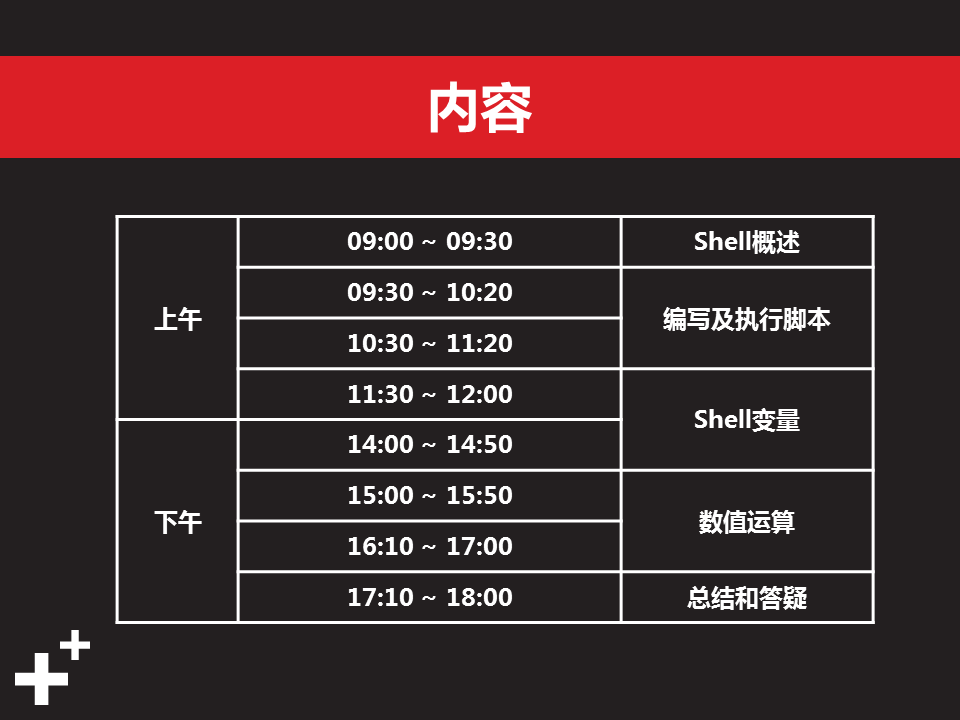 内容
上午
09:00 ~ 09:30
Shell概述
09:30 ~ 10:20
编写及执行脚本
10:30 ~ 11:20
11:30 ~ 12:00
Shell变量
下午
14:00 ~ 14:50
15:00 ~ 15:50
数值运算
16:10 ~ 17:00
17:10 ~ 18:00
总结和答疑